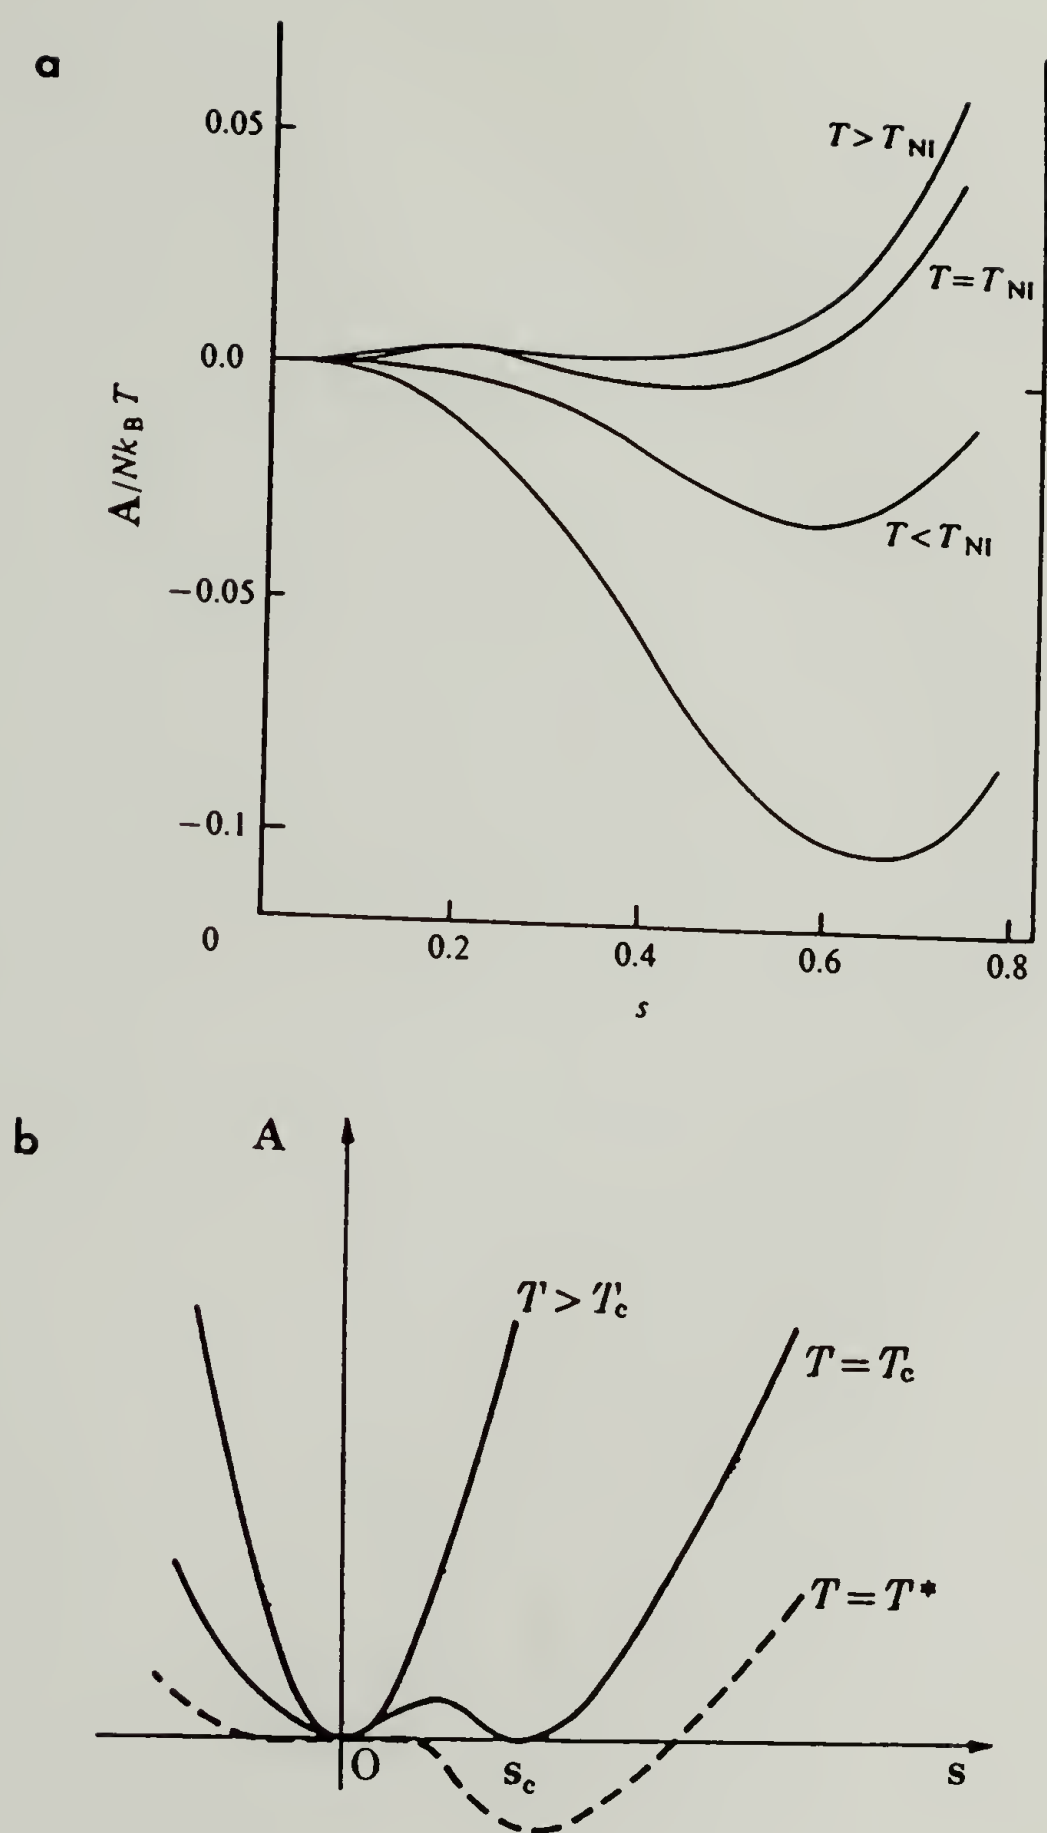 a
0.05
T > T_NI
T = T_NI
0.0
A/Nk_B T
T < T_NI
−0.05
−0.1
0
0.2
0.4
0.6
0.8
s
b
A
T > T_c
T = T_c
T = T*
O
s_c
s